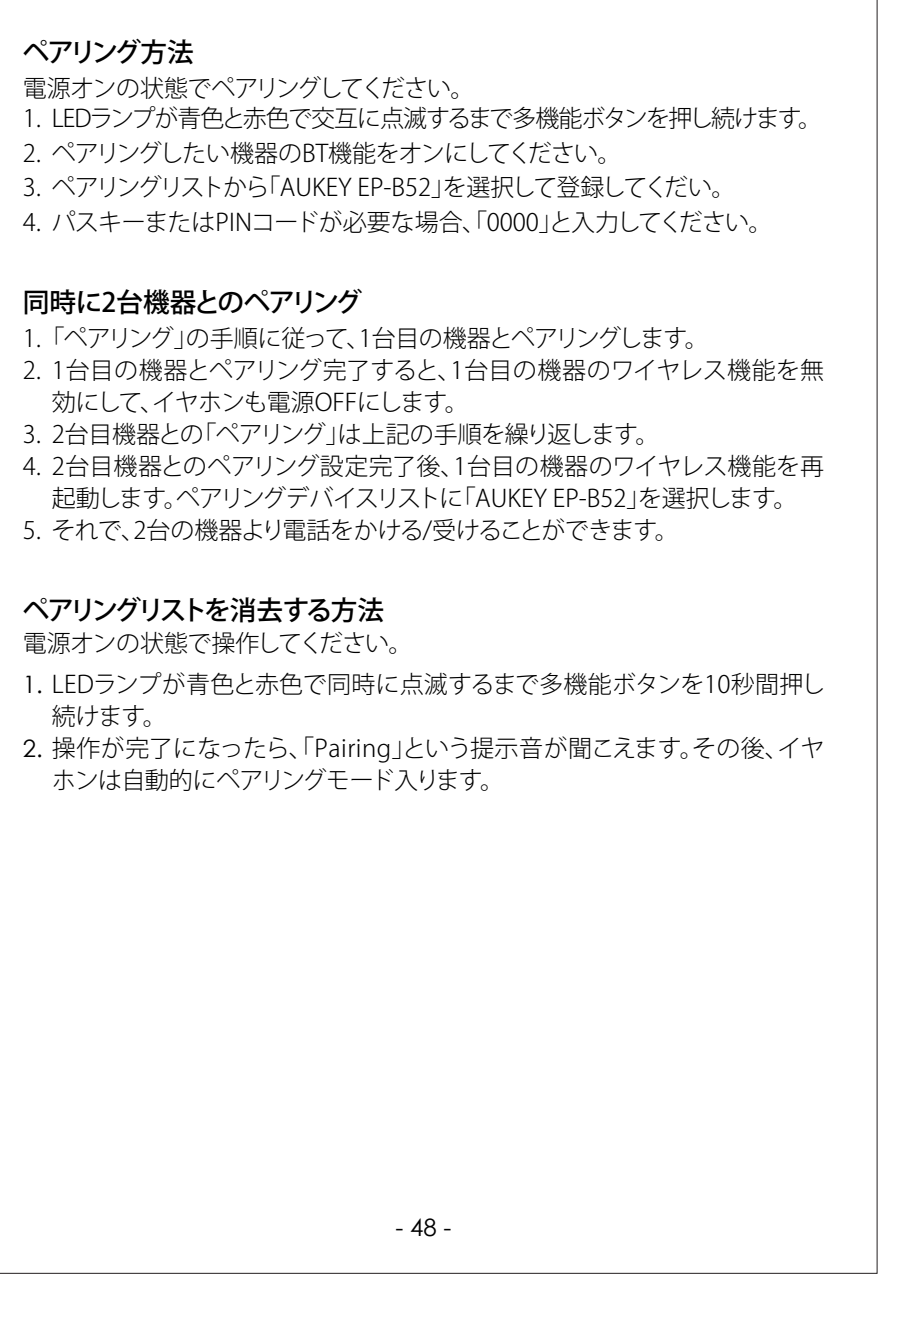 ペアリング方法
電源オンの状態でペアリングしてください。
1. LEDランプが青色と赤色で交互に点滅するまで多機能ボタンを押し続けます。
2. ペアリングしたい機器のBT機能をオンにしてください。
3. ペアリングリストから「AUKEY EP-B52」を選択して登録してくだい。
4. パスキーまたはPINコードが必要な場合、「0000」と入力してください。
同時に2台機器とのペアリング
1. 「ペアリング」の手順に従って、1台目の機器とペアリングします。
2. 1台目の機器とペアリング完了すると、1台目の機器のワイヤレス機能を無
効にして、イヤホンも電源OFFにします。
3. 2台目機器との「ペアリング」は上記の手順を繰り返します。
4. 2台目機器とのペアリング設定完了後、1台目の機器のワイヤレス機能を再
起動します。ペアリングデバイスリストに「AUKEY EP-B52」を選択します。
5. それで、2台の機器より電話をかける/受けることができます。
ペアリングリストを消去する方法
電源オンの状態で操作してください。
1. LEDランプが青色と赤色で同時に点滅するまで多機能ボタンを10秒間押し
続けます。
2. 操作が完了になったら、「Pairing」という提示音が聞こえます。その後、イヤ
ホンは自動的にペアリングモード入ります。
- 48 -